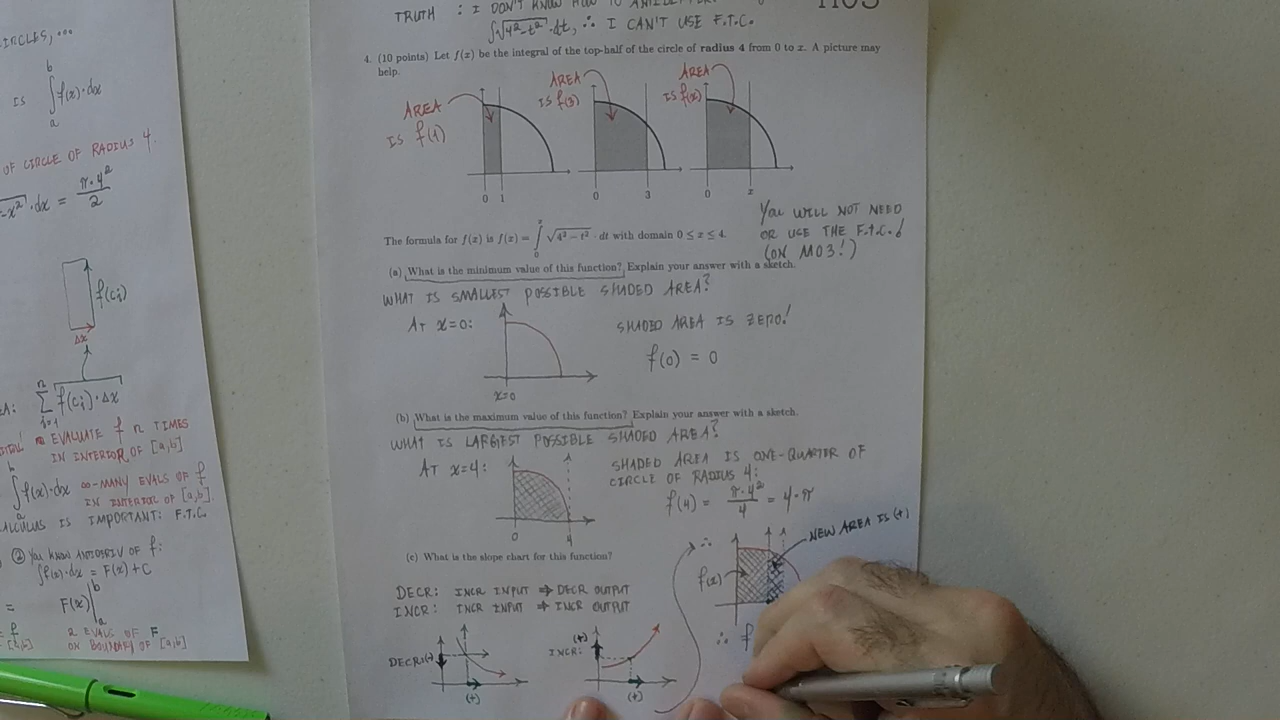 CIRCLES,...
b
IS ∫f(x)·dx
a
OF CIRCLE OF RADIUS 4.
-x² ·dx = π·4²
2
f(cᵢ)
Δx
n
A: Σ f(cᵢ)·Δx
i=1
EVALUATE f n TIMES
IN INTERIOR OF [a,b]
b
∫f(x)·dx ∞-MANY EVALS OF f
a IN INTERIOR OF [a,b].
CALCULUS IS IMPORTANT: F.T.C.
② YOU KNOW ANTIDERIV OF f:
∫f(x)·dx = F(x)+C
= F(x)|
b
a
2 EVALS OF F
ON BOUNDARY OF [a,b]
TRUTH : I DON'T KNOW HOW TO
∫√4²-t² ·dt, ∴ I CAN'T USE F.T.C.
4. (10 points) Let f(x) be the integral of the top-half of the circle of radius 4 from 0 to x. A picture may
help.
AREA
IS f(1)
0 1
AREA
IS f(3)
0 3
AREA
IS f(x)
0 x
YOU WILL NOT NEED
OR USE THE F.T.C.!
(ON M03!)
The formula for f(x) is f(x) = ∫₀ˣ √4² − t² · dt with domain 0 ≤ x ≤ 4.
(a) What is the minimum value of this function? Explain your answer with a sketch.
WHAT IS SMALLEST POSSIBLE SHADED AREA?
AT x=0:
x=0
SHADED AREA IS ZERO!
f(0) = 0
(b) What is the maximum value of this function? Explain your answer with a sketch.
WHAT IS LARGEST POSSIBLE SHADED AREA?
AT x=4:
0 4
SHADED AREA IS ONE-QUARTER OF
CIRCLE OF RADIUS 4:
f(4) = π·4²/4 = 4·π
(c) What is the slope chart for this function?
DECR: INCR INPUT ⇒ DECR OUTPUT
INCR: INCR INPUT ⇒ INCR OUTPUT
DECR:(-)
(+)
(+)
INCR:
(+)
∴
NEW AREA IS (+)
f(x)
∴ f